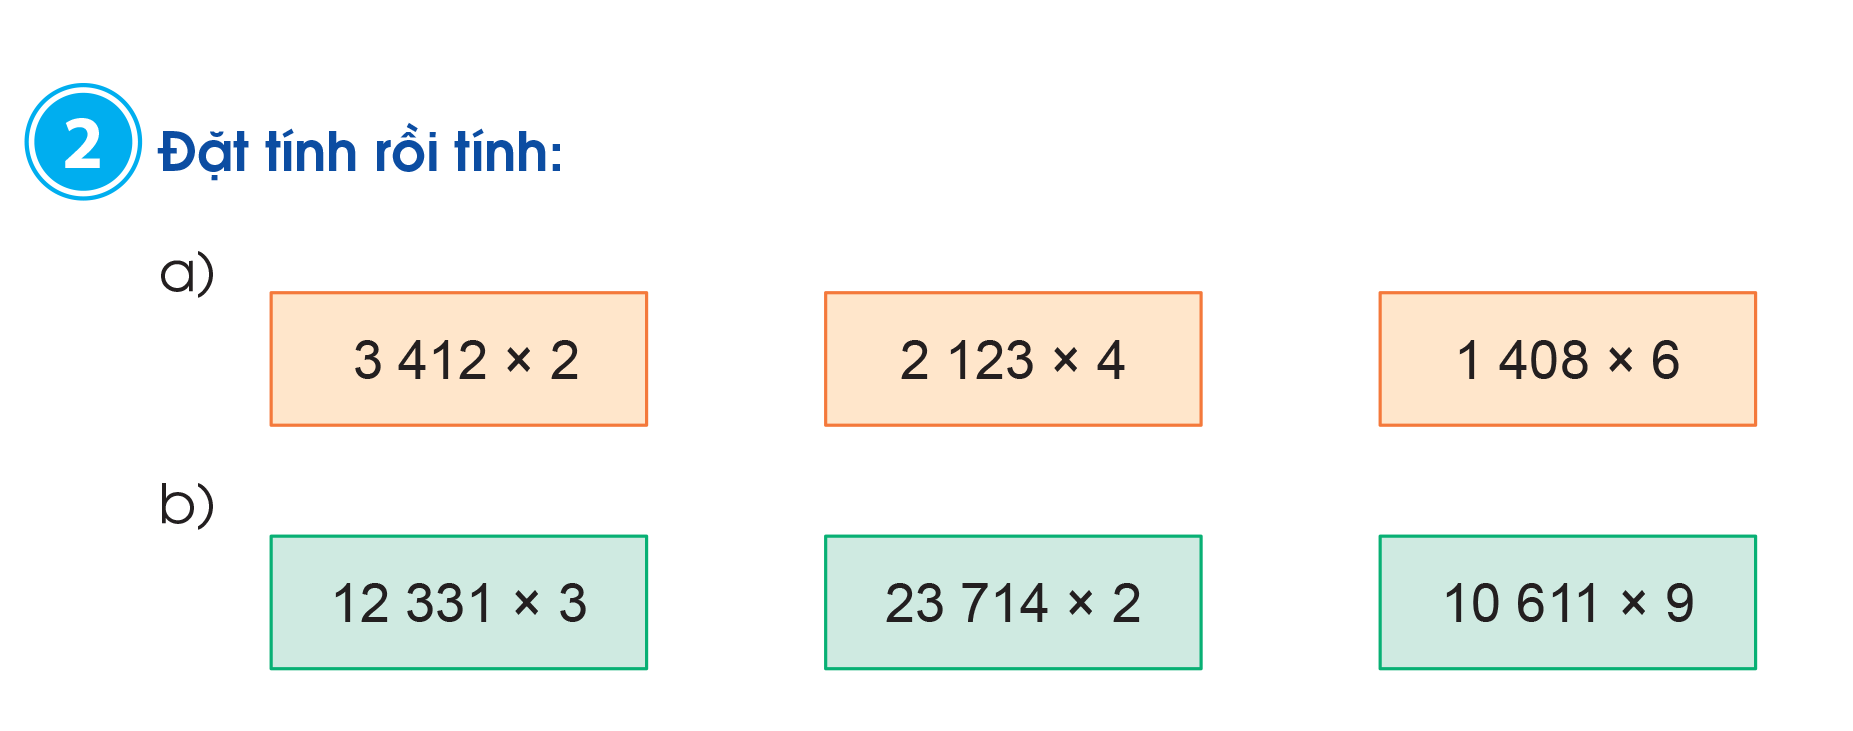 2 Đặt tính rồi tính:
a)
3 412 × 2 2 123 × 4 1 408 × 6
b)
12 331 × 3 23 714 × 2 10 611 × 9